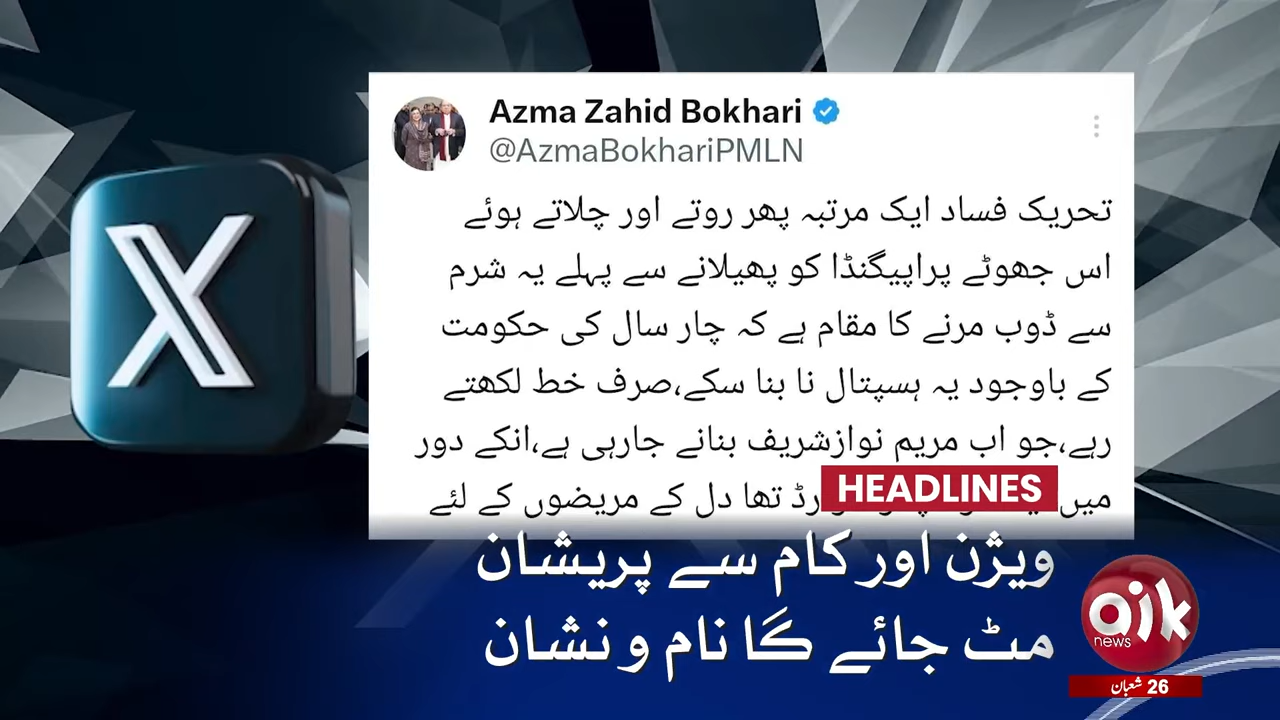 Azma Zahid Bokhari
@AzmaBokhariPMLN
تحریک فساد ایک مرتبہ پھر روتے اور چلاتے ہوئے
اس جھوٹے پراپیگنڈا کو پھیلانے سے پہلے یہ شرم
سے ڈوب مرنے کا مقام ہے کہ چار سال کی حکومت
کے باوجود یہ ہسپتال نا بنا سکے،صرف خط لکھتے
رہے،جو اب مریم نوازشریف بنانے جارہی ہے،انکے دور
میں تھا دل کے مریضوں کے لئے
HEADLINES
ویژن اور کام سے پریشان
مٹ جائے گا نام و نشان
ajk
news
26 شعبان